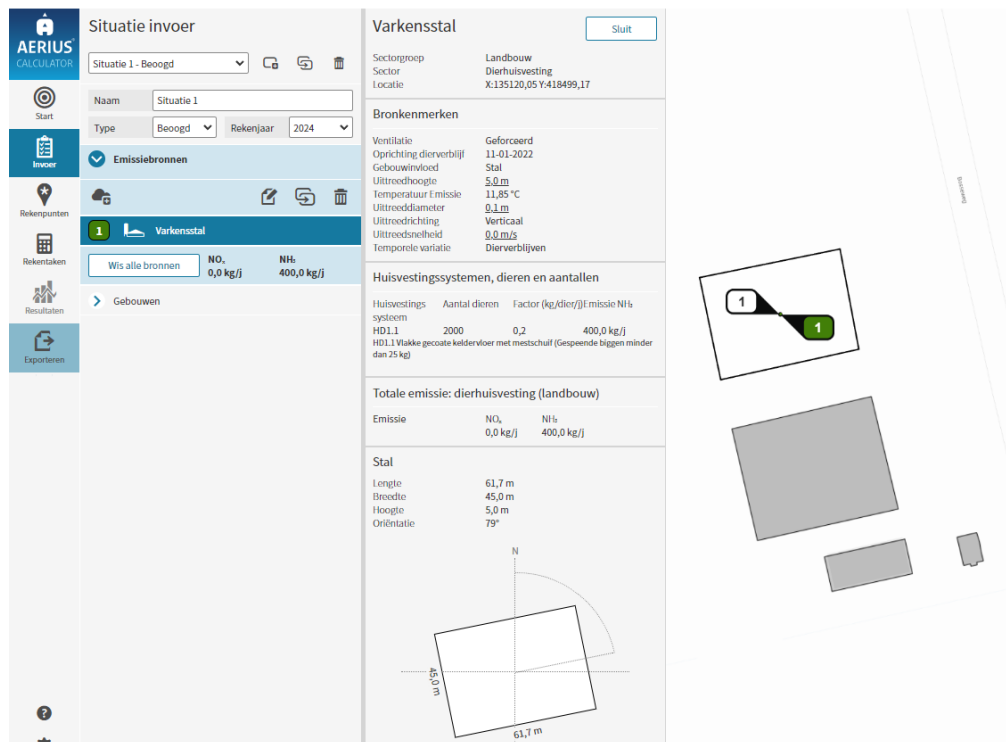 AERIUS
CALCULATOR
Start
Invoer
Rekenpunten
Rekentaken
Resultaten
Exporteren
Situatie invoer
Situatie 1 - Beoogd
Naam Situatie 1
Type Beoogd Rekenjaar 2024
Emissiebronnen
1 Varkensstal
Wis alle bronnen NOₓ NH₃
0,0 kg/j 400,0 kg/j
Gebouwen
Varkensstal Sluit
Sectorgroep Landbouw
Sector Dierhuisvesting
Locatie X:135120,05 Y:418499,17
Bronkenmerken
Ventilatie Geforceerd
Oprichting dierverblijf 11-01-2022
Gebouwinvloed Stal
Uittreedhoogte 5,0 m
Temperatuur Emissie 11,85 °C
Uittreeddiameter 0,1 m
Uittreedrichting Verticaal
Uittreedsnelheid 0,0 m/s
Temporele variatie Dierverblijven
Huisvestingssystemen, dieren en aantallen
Huisvestings Aantal dieren Factor (kg/dier/j) Emissie NH₃
systeem
HD1.1 2000 0,2 400,0 kg/j
HD1.1 Vlakke gecoate keldervloer met mestschuif (Gespeende biggen minder
dan 25 kg)
Totale emissie: dierhuisvesting (landbouw)
Emissie NOₓ NH₃
0,0 kg/j 400,0 kg/j
Stal
Lengte 61,7 m
Breedte 45,0 m
Hoogte 5,0 m
Oriëntatie 79°
N
45,0 m
61,7 m
1
1